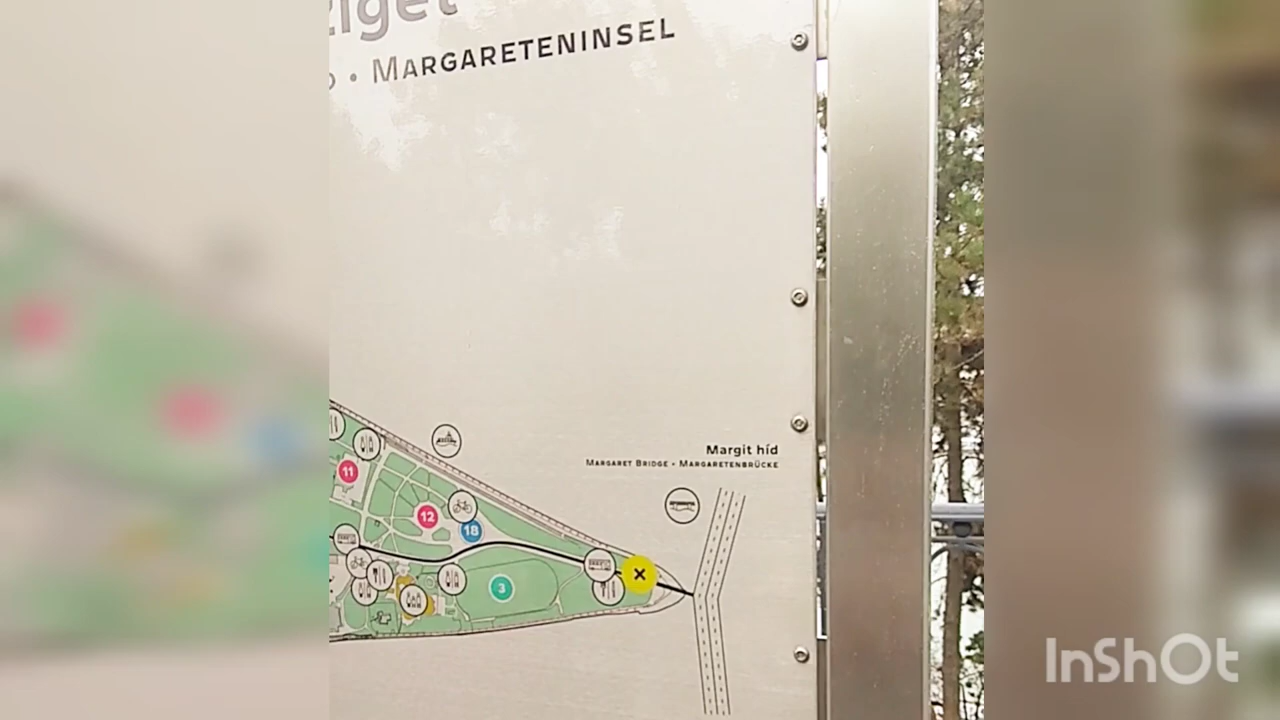 • MARGARETENINSEL
Margit híd
MARGARET BRIDGE • MARGARETENBRÜCKE
11
12
18
3
×
InShOt